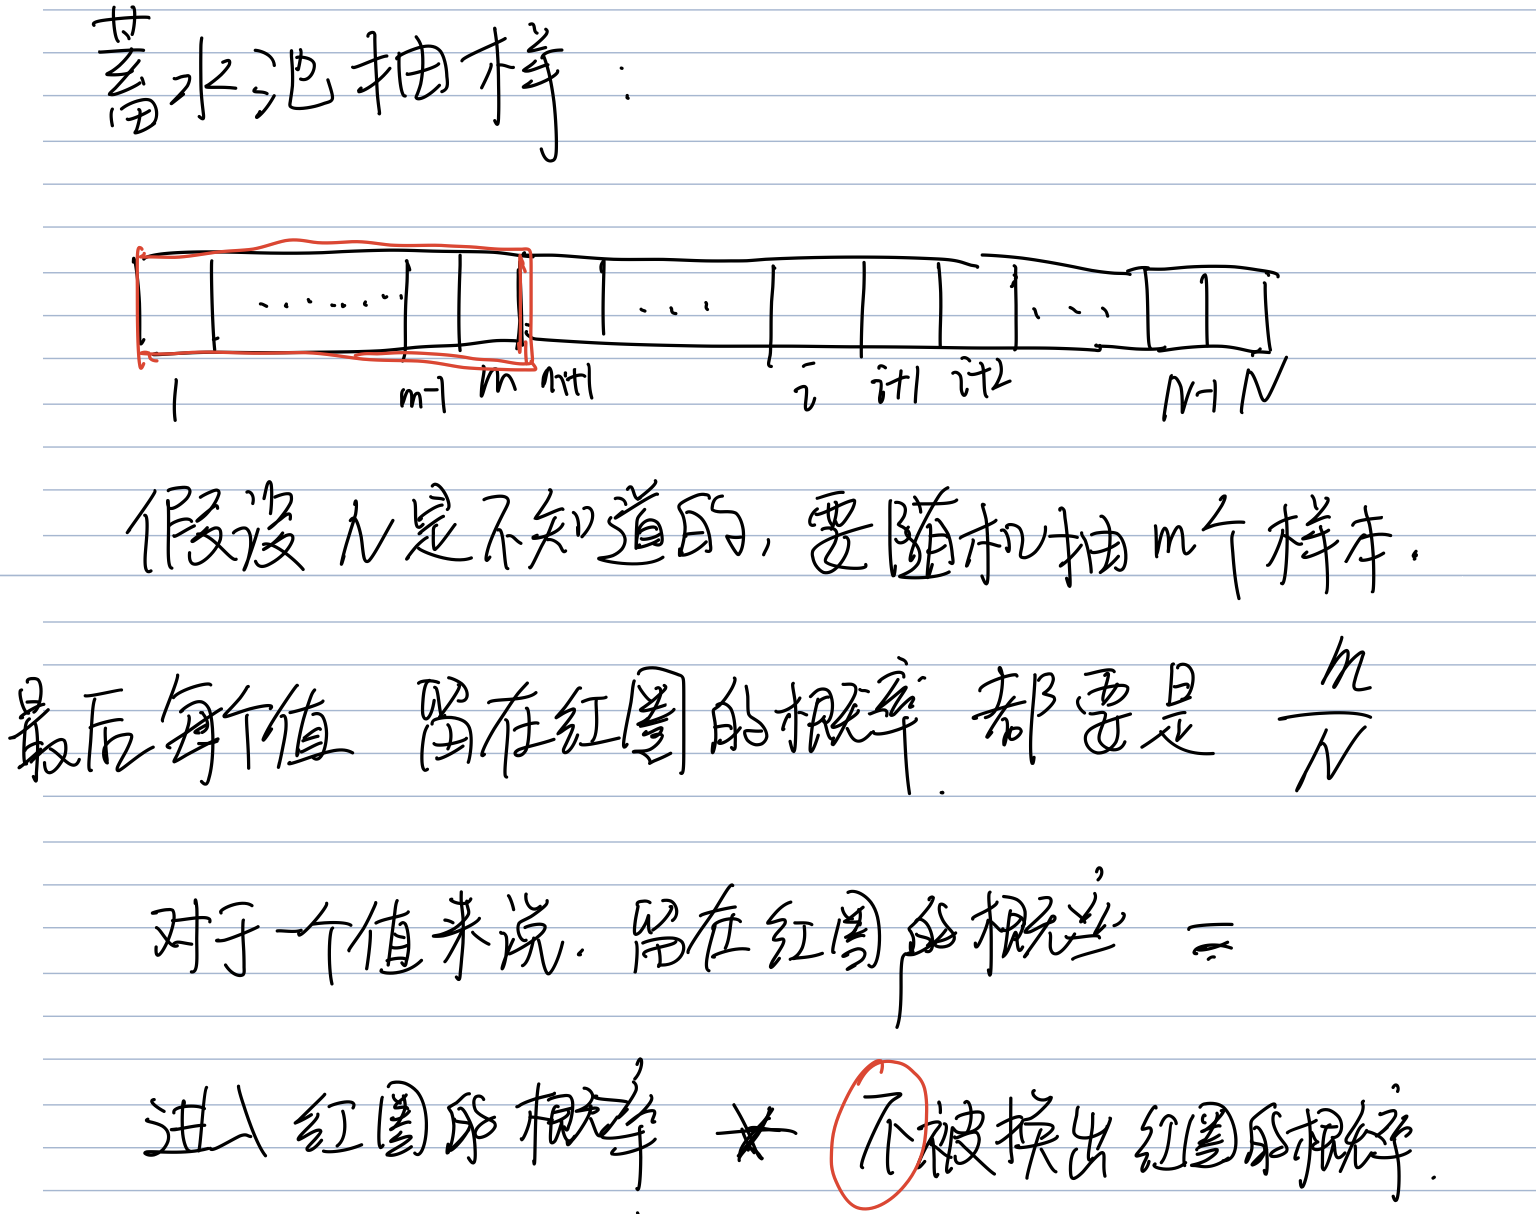 蓄水池抽样:
1 m-1 m m+1 i i+1 i+2 N-1 N
假设N是不知道的,要随机抽m个样本.
最后每个值 留在红圈的概率都要是 m/N
对于一个值来说.留在红圈的概率 =
进入红圈的概率 * 不被换出红圈的概率.